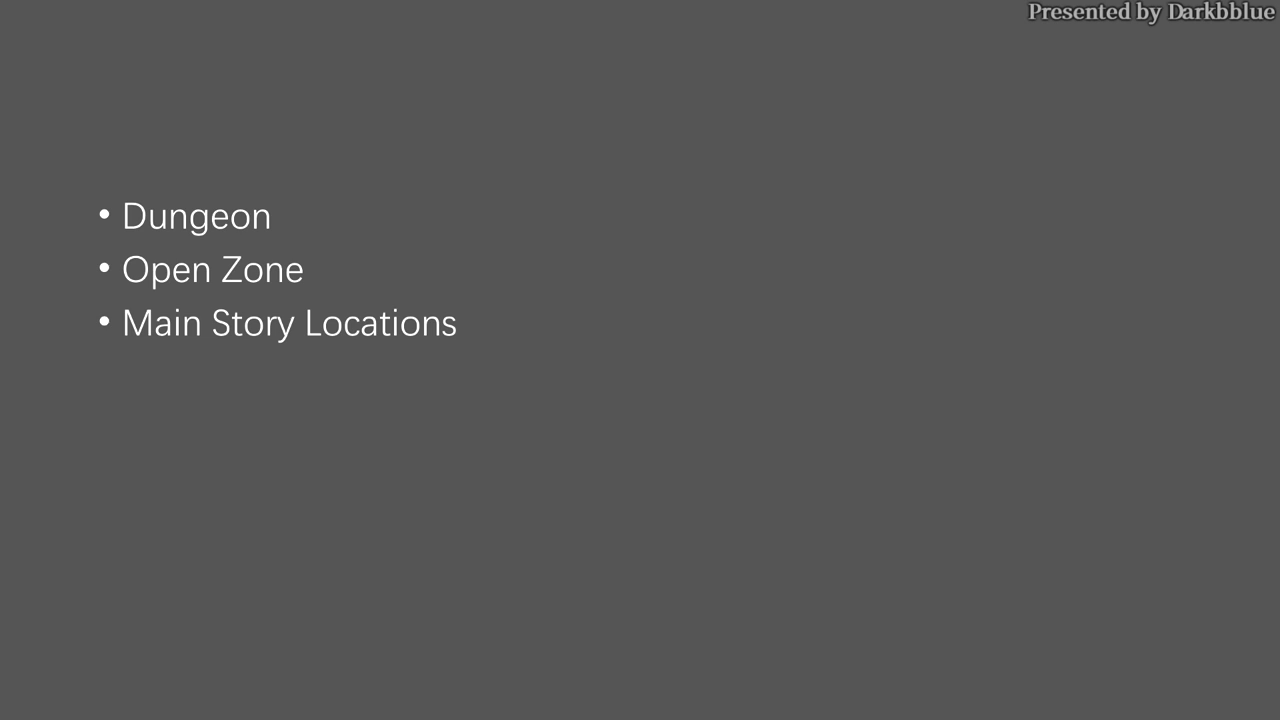 Presented by Darkbblue
• Dungeon
• Open Zone
• Main Story Locations